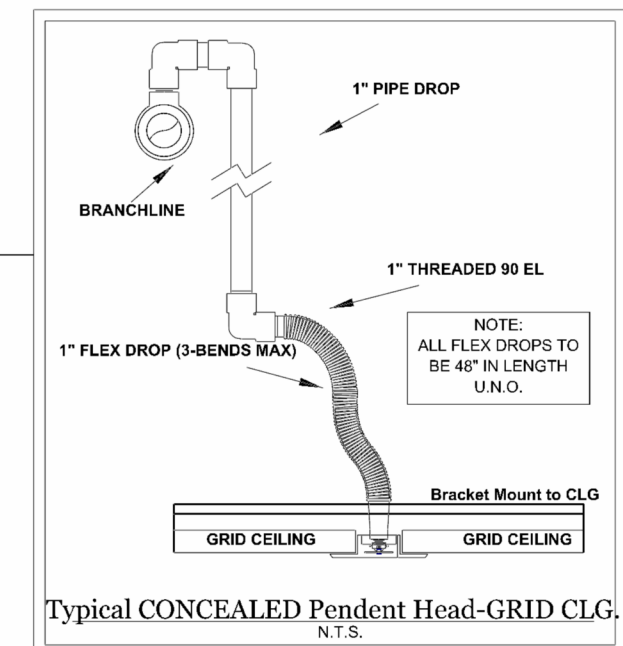 1" PIPE DROP
BRANCHLINE
1" THREADED 90 EL
NOTE:
ALL FLEX DROPS TO
BE 48" IN LENGTH
U.N.O.
1" FLEX DROP (3-BENDS MAX)
Bracket Mount to CLG
GRID CEILING
GRID CEILING
Typical CONCEALED Pendent Head-GRID CLG.
N.T.S.